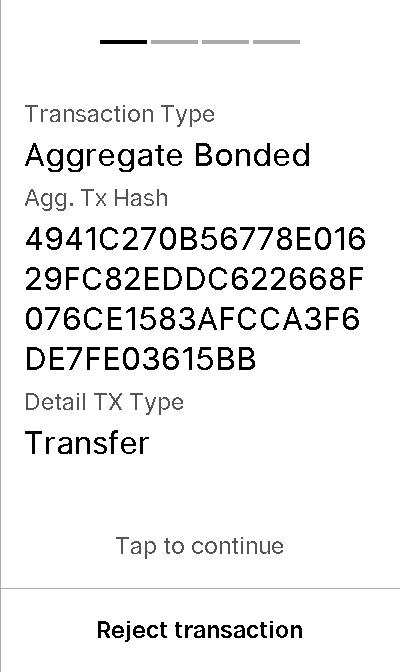 Transaction Type
Aggregate Bonded
Agg. Tx Hash
4941C270B56778E016
29FC82EDDC622668F
076CE1583AFCCA3F6
DE7FE03615BB
Detail TX Type
Transfer
Tap to continue
Reject transaction